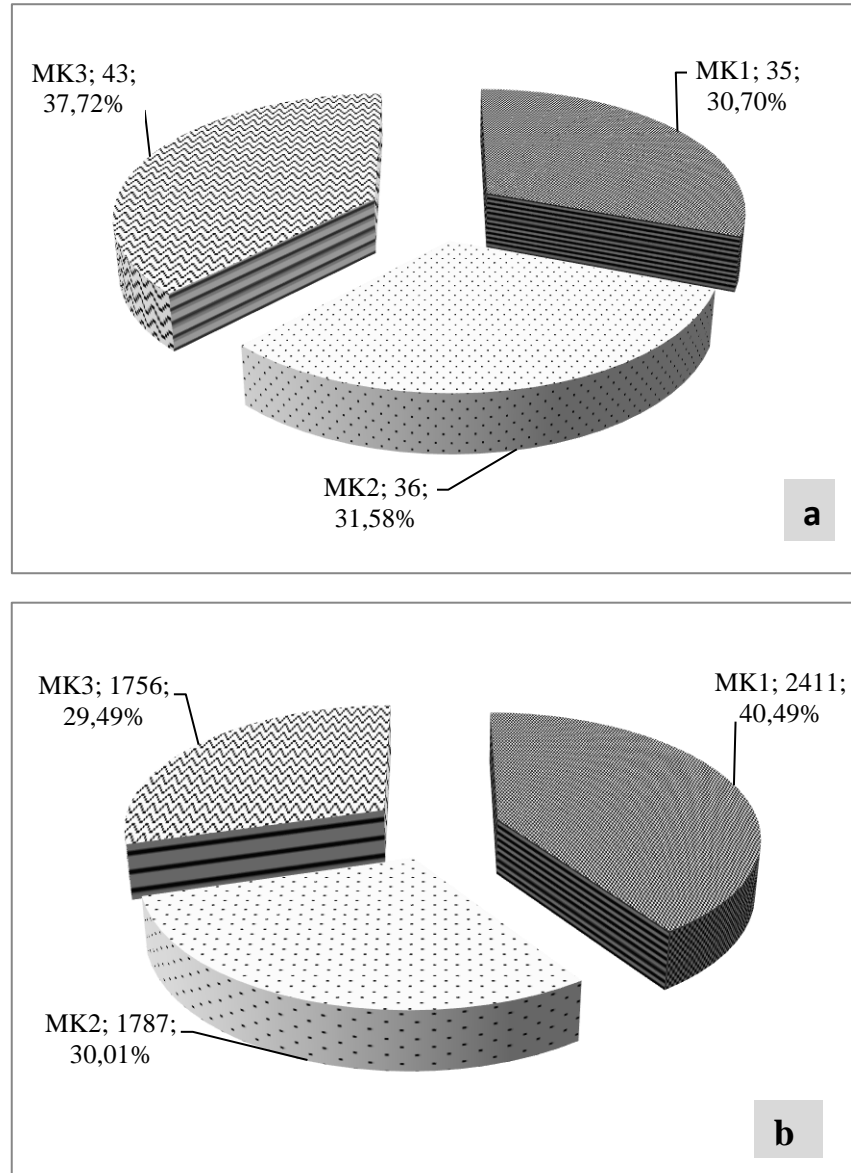 MK3; 43;
37,72%
MK1; 35;
30,70%
MK2; 36;
31,58%
a
MK3; 1756;
29,49%
MK1; 2411;
40,49%
MK2; 1787;
30,01%
b